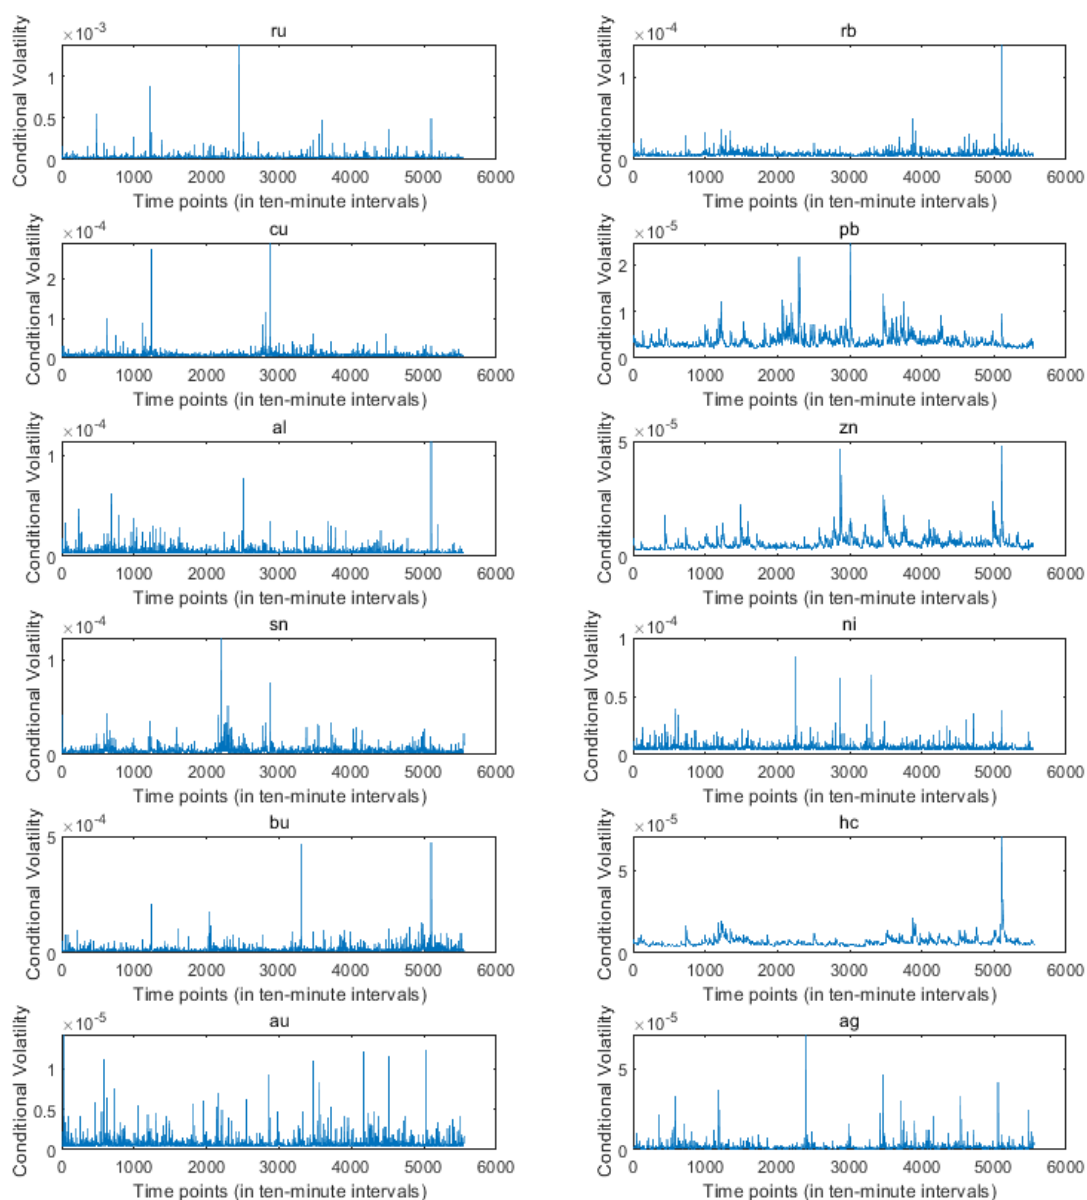 ×10-3 ru
Conditional Volatility
1
0.5
0
0 1000 2000 3000 4000 5000 6000
Time points (in ten-minute intervals)
×10-4 rb
Conditional Volatility
1
0
0 1000 2000 3000 4000 5000 6000
Time points (in ten-minute intervals)
×10-4 cu
Conditional Volatility
2
1
0
0 1000 2000 3000 4000 5000 6000
Time points (in ten-minute intervals)
×10-5 pb
Conditional Volatility
2
1
0
0 1000 2000 3000 4000 5000 6000
Time points (in ten-minute intervals)
×10-4 al
Conditional Volatility
1
0
0 1000 2000 3000 4000 5000 6000
Time points (in ten-minute intervals)
×10-5 zn
Conditional Volatility
5
0
0 1000 2000 3000 4000 5000 6000
Time points (in ten-minute intervals)
×10-4 sn
Conditional Volatility
1
0
0 1000 2000 3000 4000 5000 6000
Time points (in ten-minute intervals)
×10-4 ni
Conditional Volatility
1
0.5
0
0 1000 2000 3000 4000 5000 6000
Time points (in ten-minute intervals)
×10-4 bu
Conditional Volatility
5
0
0 1000 2000 3000 4000 5000 6000
Time points (in ten-minute intervals)
×10-5 hc
Conditional Volatility
5
0
0 1000 2000 3000 4000 5000 6000
Time points (in ten-minute intervals)
×10-5 au
Conditional Volatility
1
0.5
0
0 1000 2000 3000 4000 5000 6000
Time points (in ten-minute intervals)
×10-5 ag
Conditional Volatility
5
0
0 1000 2000 3000 4000 5000 6000
Time points (in ten-minute intervals)